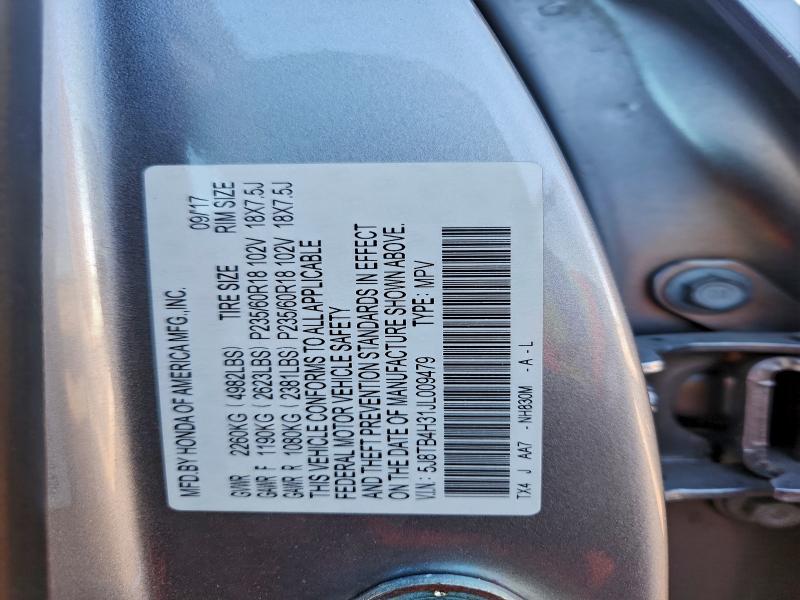 MFD.BY HONDA OF AMERICA MFG.,INC. 09/17
TIRE SIZE RIM SIZE
GVWR 2260KG (4982LBS)
GAWR F 1190KG (2623LBS) P235/60R18 102V 18X7.5J
GAWR R 1080KG (2381LBS) P235/60R18 102V 18X7.5J
THIS VEHICLE CONFORMS TO ALL APPLICABLE
FEDERAL MOTOR VEHICLE SAFETY
AND THEFT PREVENTION STANDARDS IN EFFECT
ON THE DATE OF MANUFACTURE SHOWN ABOVE.
V.I.N.: 5J8TB4H31JL009479 TYPE: MPV
TX4 J AA7 -NH830M -A -L